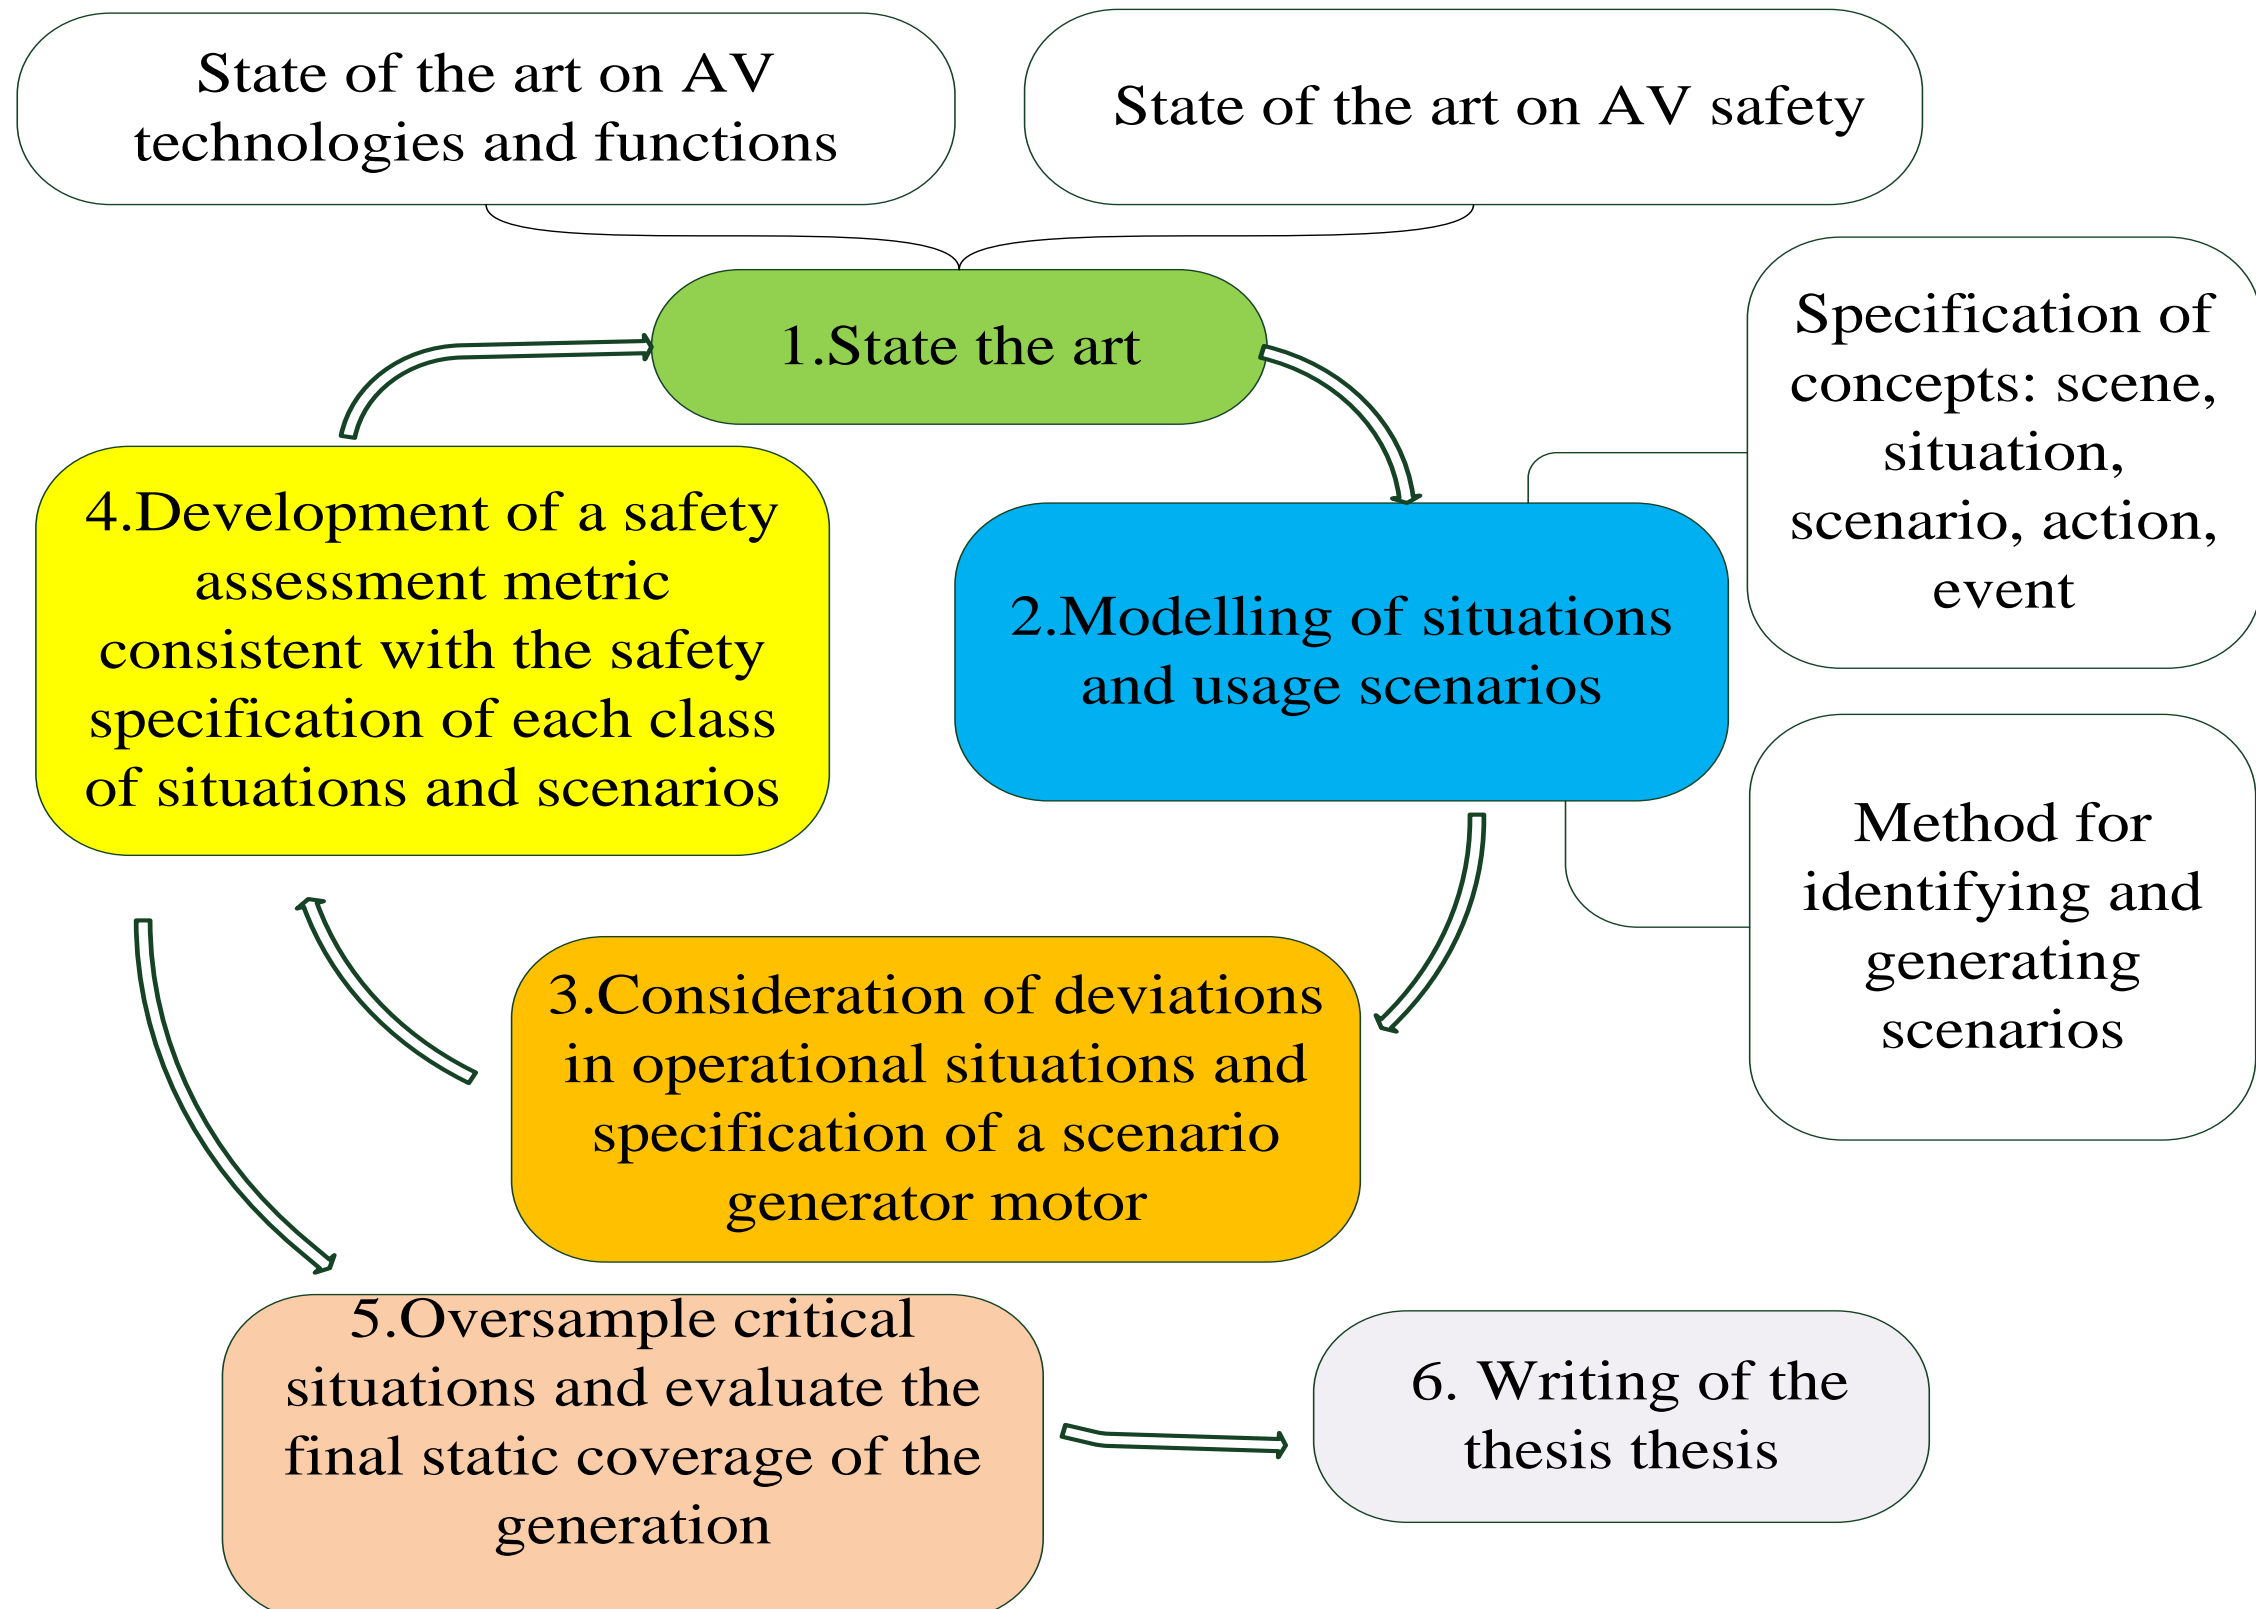 State of the art on AV
technologies and functions
State of the art on AV safety
1.State the art
Specification of
concepts: scene,
situation,
scenario, action,
event
4.Development of a safety
assessment metric
consistent with the safety
specification of each class
of situations and scenarios
2.Modelling of situations
and usage scenarios
Method for
identifying and
generating
scenarios
3.Consideration of deviations
in operational situations and
specification of a scenario
generator motor
5.Oversample critical
situations and evaluate the
final static coverage of the
generation
6. Writing of the
thesis thesis